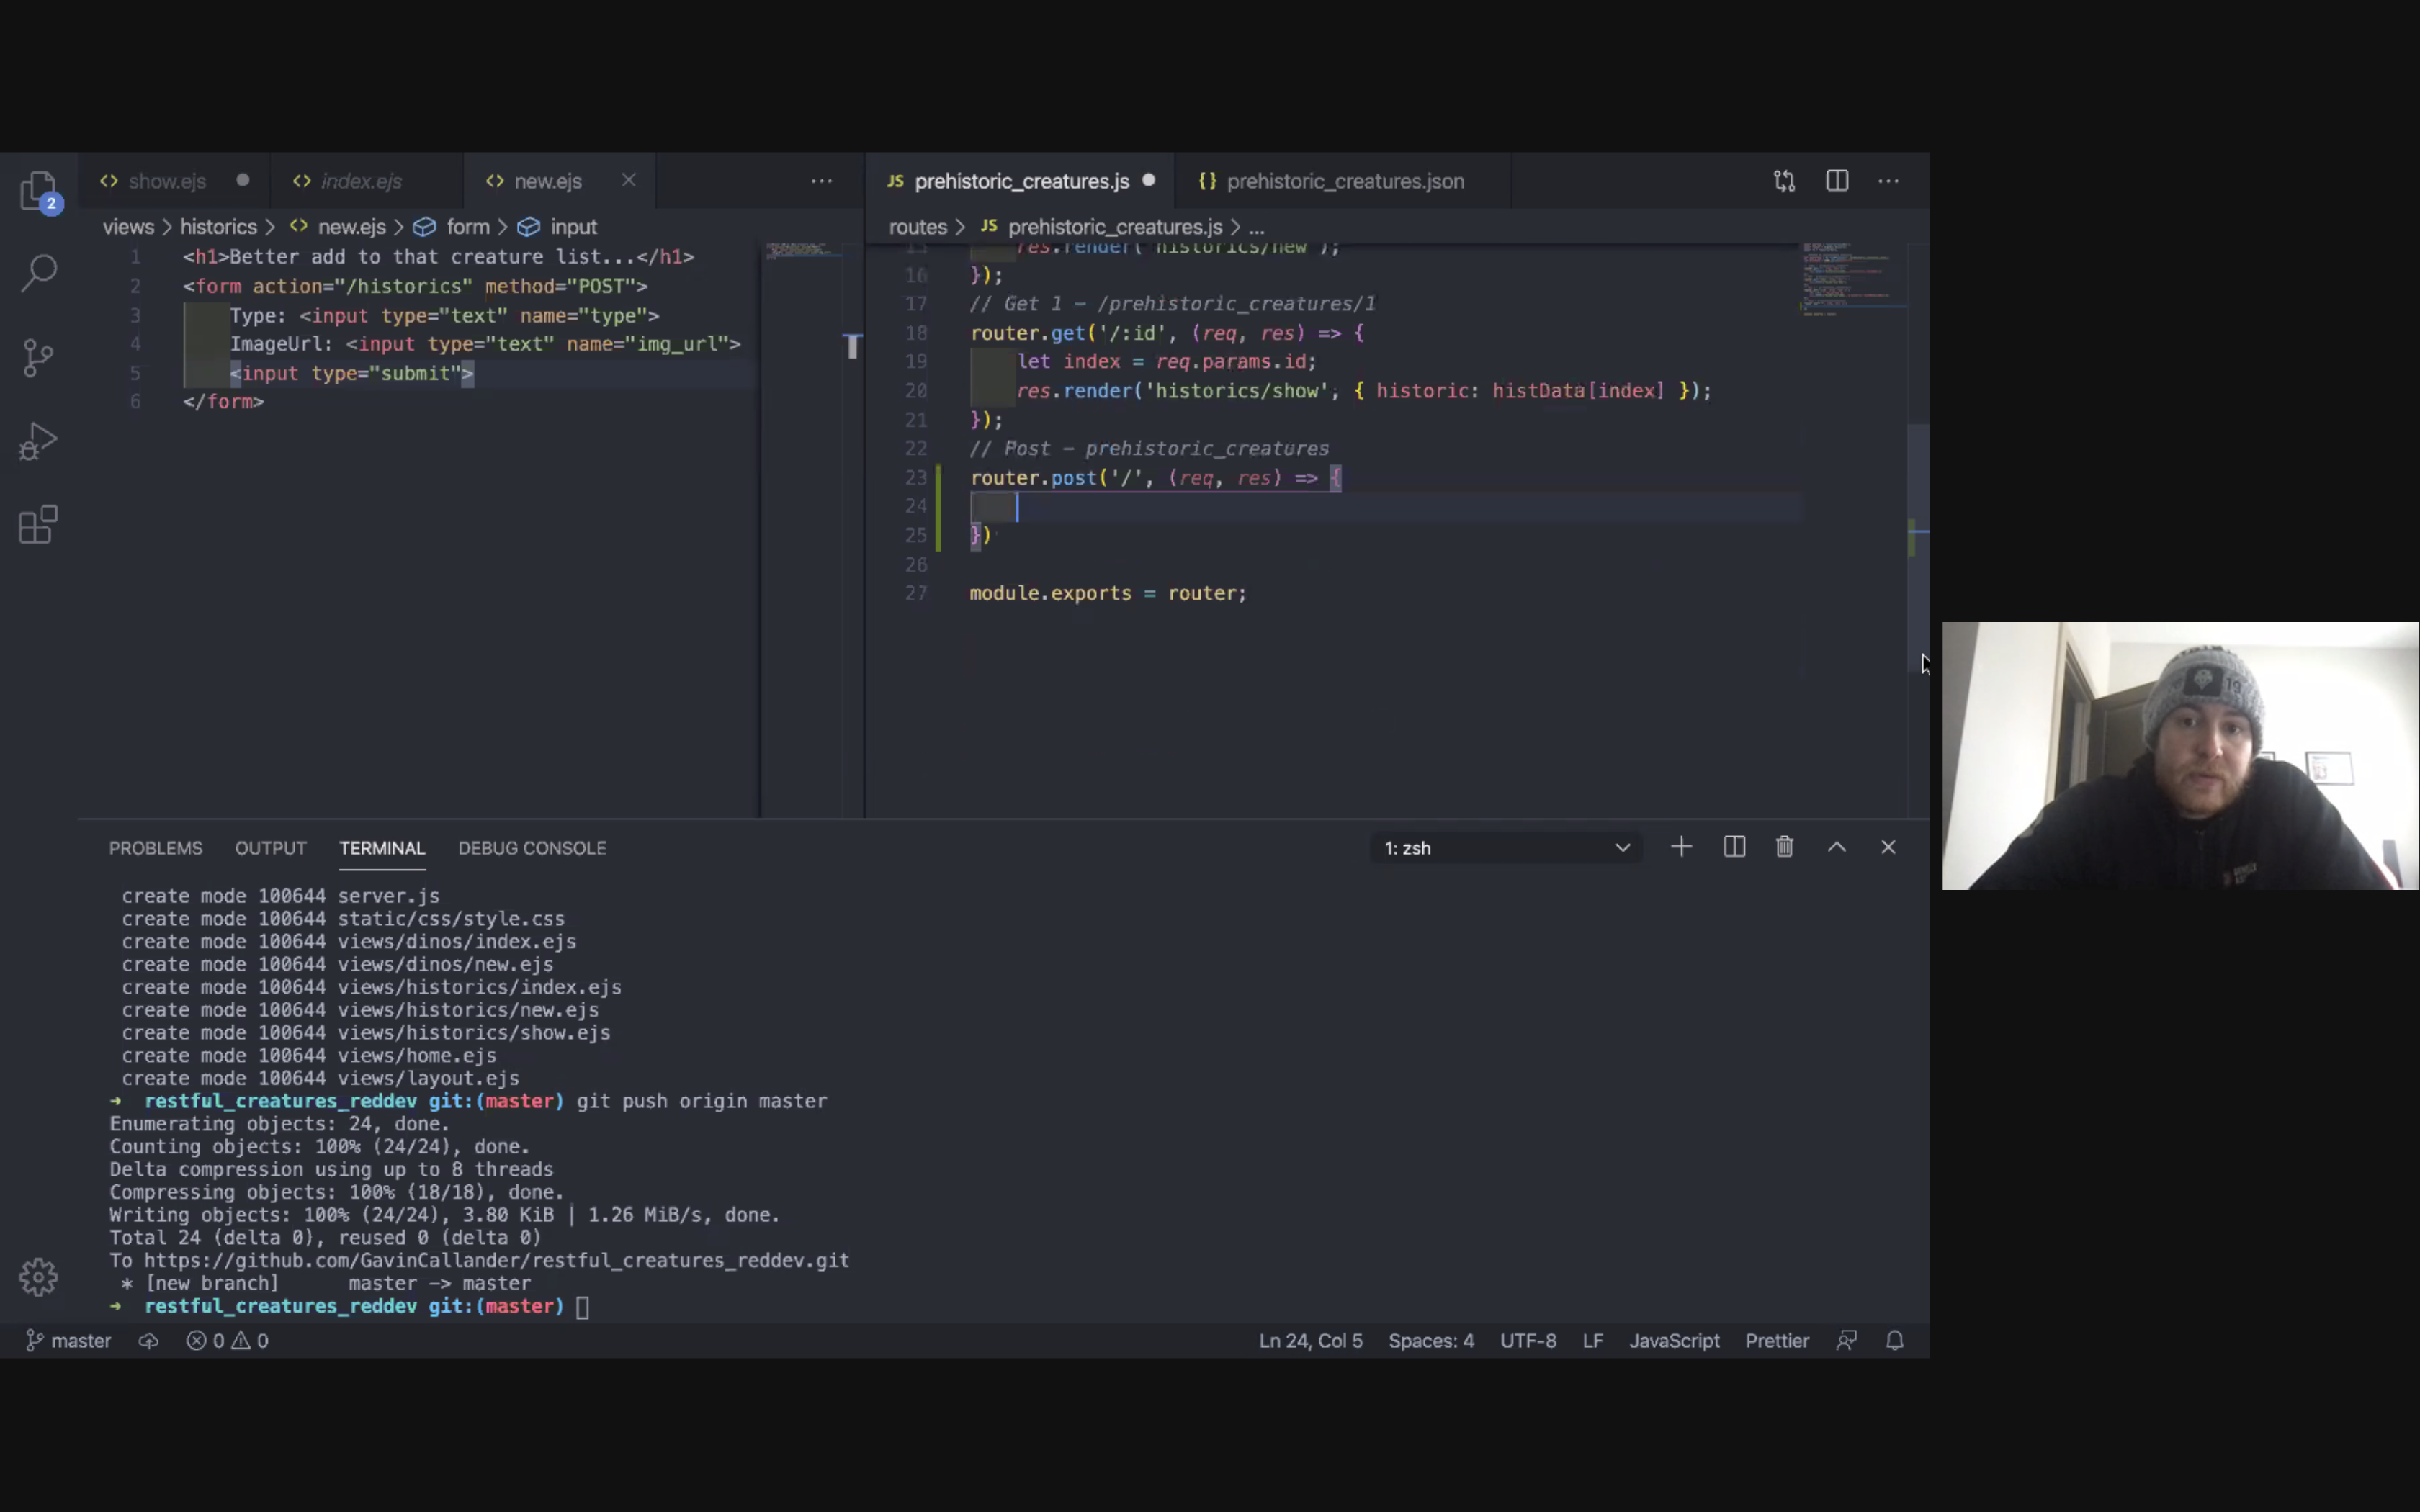 show.ejs index.ejs new.ejs
views > historics > new.ejs > form > input
1 <h1>Better add to that creature list...</h1>
2 <form action="/historics" method="POST">
3 Type: <input type="text" name="type">
4 ImageUrl: <input type="text" name="img_url">
5 <input type="submit">
6 </form>
JS prehistoric_creatures.js {} prehistoric_creatures.json
routes > JS prehistoric_creatures.js > ...
15 res.render('historics/new');
16 });
17 // Get 1 - /prehistoric_creatures/1
18 router.get('/:id', (req, res) => {
19 let index = req.params.id;
20 res.render('historics/show', { historic: histData[index] });
21 });
22 // Post - prehistoric_creatures
23 router.post('/', (req, res) => {
24
25 })
26
27 module.exports = router;
2
PROBLEMS OUTPUT TERMINAL DEBUG CONSOLE 1: zsh
create mode 100644 server.js
create mode 100644 static/css/style.css
create mode 100644 views/dinos/index.ejs
create mode 100644 views/dinos/new.ejs
create mode 100644 views/historics/index.ejs
create mode 100644 views/historics/new.ejs
create mode 100644 views/historics/show.ejs
create mode 100644 views/home.ejs
create mode 100644 views/layout.ejs
→ restful_creatures_reddev git:(master) git push origin master
Enumerating objects: 24, done.
Counting objects: 100% (24/24), done.
Delta compression using up to 8 threads
Compressing objects: 100% (18/18), done.
Writing objects: 100% (24/24), 3.80 KiB | 1.26 MiB/s, done.
Total 24 (delta 0), reused 0 (delta 0)
To https://github.com/GavinCallander/restful_creatures_reddev.git
* [new branch] master -> master
→ restful_creatures_reddev git:(master)
master 0 0 Ln 24, Col 5 Spaces: 4 UTF-8 LF JavaScript Prettier
19